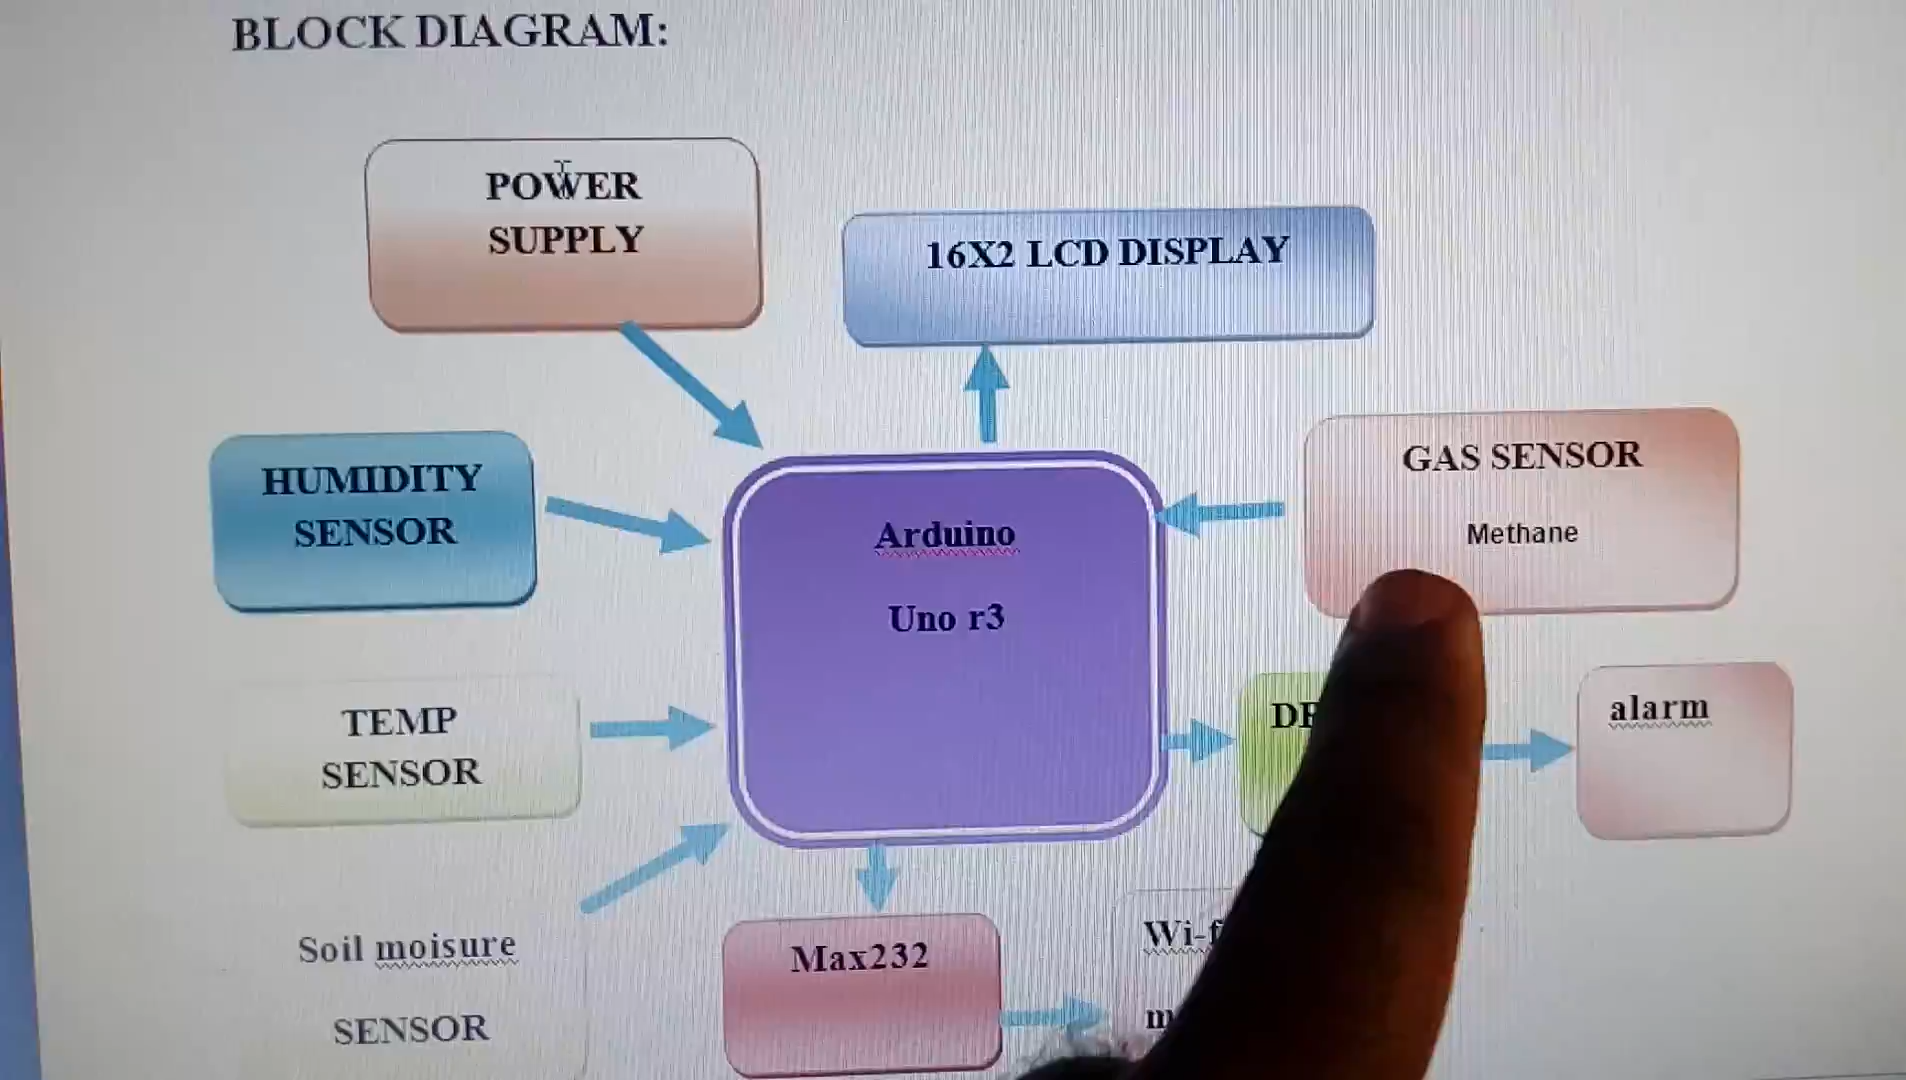 BLOCK DIAGRAM:
POWER
SUPPLY
16X2 LCD DISPLAY
HUMIDITY
SENSOR
GAS SENSOR
Methane
Arduino
Uno r3
TEMP
SENSOR
alarm
Soil moisure
SENSOR
Max232